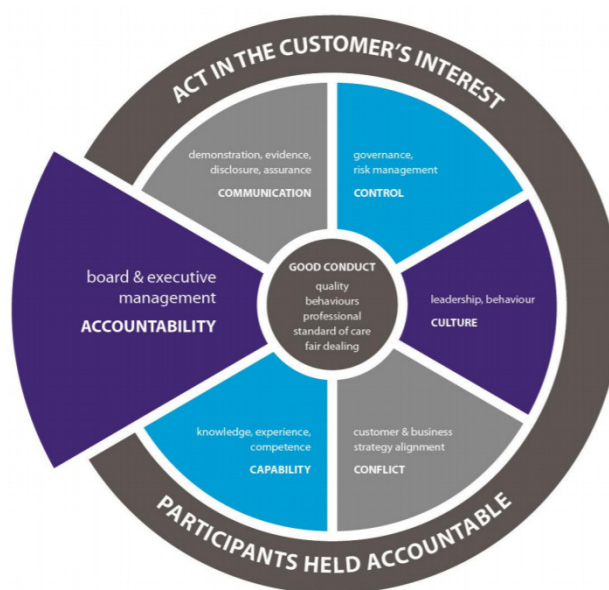 ACT IN THE CUSTOMER'S INTEREST
demonstration, evidence,
disclosure, assurance
COMMUNICATION
governance,
risk management
CONTROL
board & executive
management
ACCOUNTABILITY
GOOD CONDUCT
quality
behaviours
professional
standard of care
fair dealing
leadership, behaviour
CULTURE
knowledge, experience,
competence
CAPABILITY
customer & business
strategy alignment
CONFLICT
PARTICIPANTS HELD ACCOUNTABLE